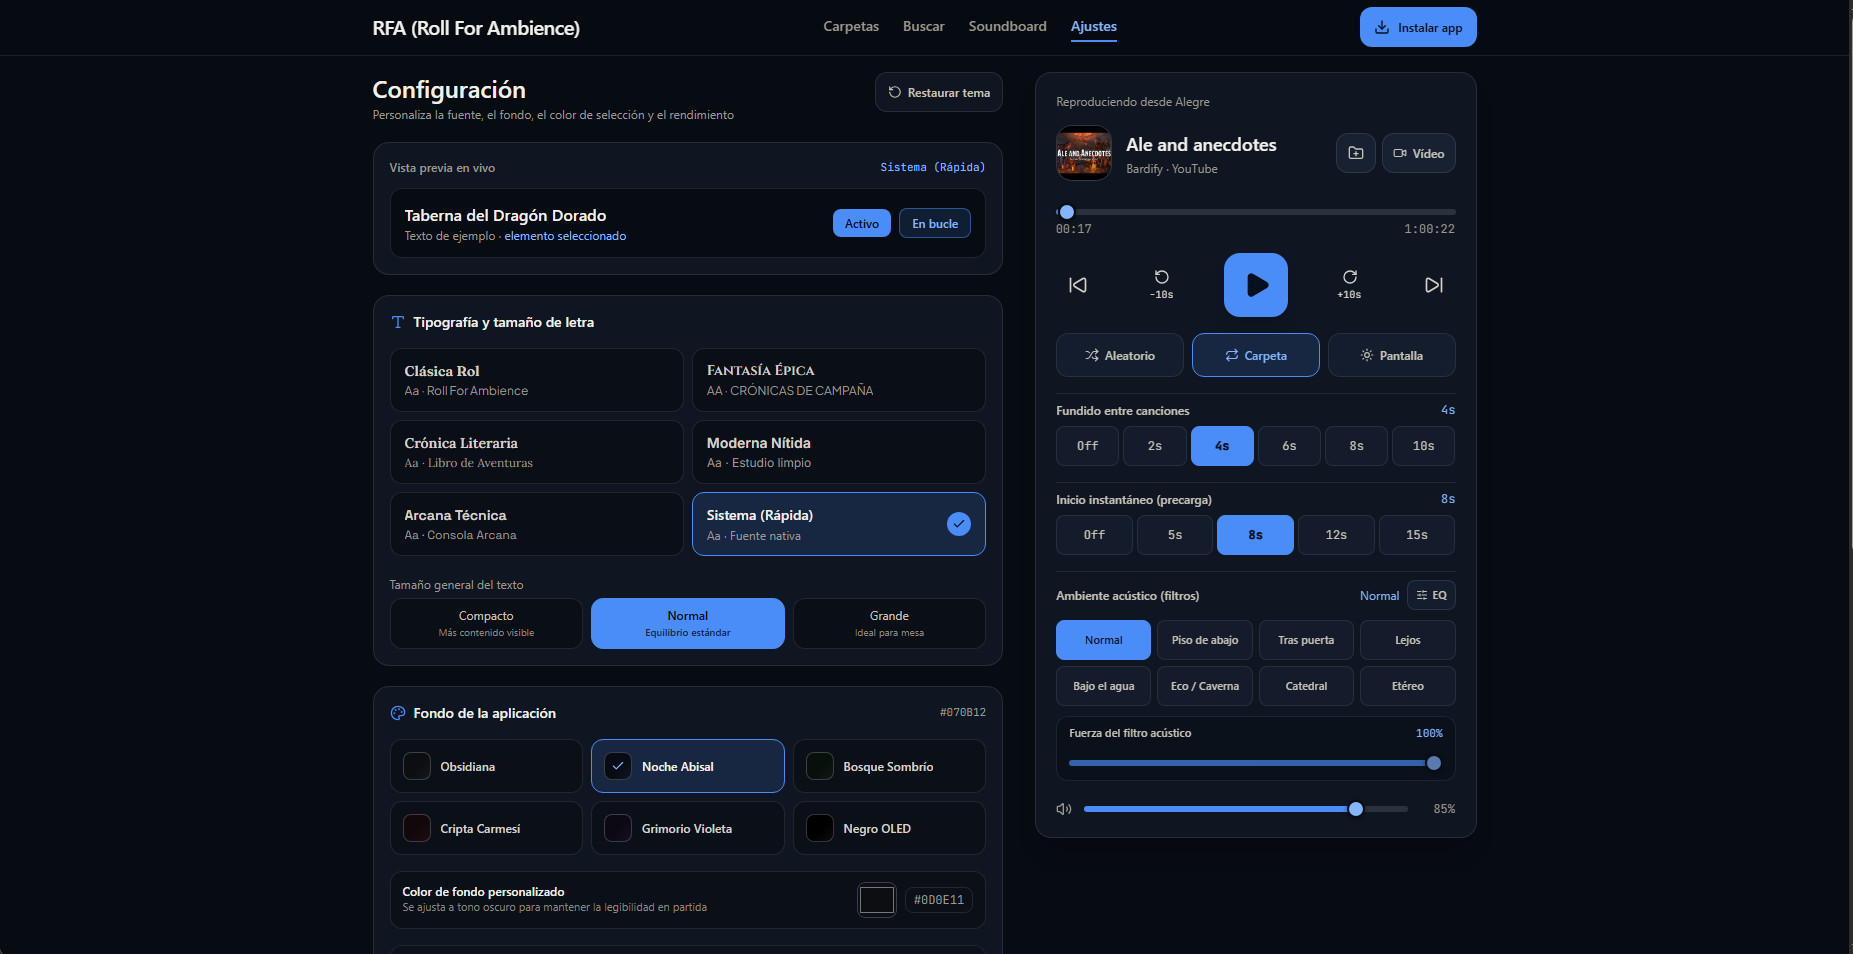 RFA (Roll For Ambience)
Carpetas
Buscar
Soundboard
Ajustes
Instalar app
Configuración
Personaliza la fuente, el fondo, el color de selección y el rendimiento
Restaurar tema
Vista previa en vivo
Sistema (Rápida)
Taberna del Dragón Dorado
Texto de ejemplo · elemento seleccionado
Activo
En bucle
Tipografía y tamaño de letra
Clásica Rol
Aa · Roll For Ambience
Fantasía Épica
AA · CRÓNICAS DE CAMPAÑA
Crónica Literaria
Aa · Libro de Aventuras
Moderna Nítida
Aa · Estudio limpio
Arcana Técnica
Aa · Consola Arcana
Sistema (Rápida)
Aa · Fuente nativa
Tamaño general del texto
Compacto
Más contenido visible
Normal
Equilibrio estándar
Grande
Ideal para mesa
Fondo de la aplicación
#070B12
Obsidiana
Noche Abisal
Bosque Sombrío
Cripta Carmesí
Grimorio Violeta
Negro OLED
Color de fondo personalizado
Se ajusta a tono oscuro para mantener la legibilidad en partida
#0D0E11
Reproduciendo desde Alegre
ALE AND ANECDOTES
Ale and anecdotes
Bardify · YouTube
Vídeo
00:17
1:00:22
-10s
+10s
Aleatorio
Carpeta
Pantalla
Fundido entre canciones
4s
Off
2s
4s
6s
8s
10s
Inicio instantáneo (precarga)
8s
Off
5s
8s
12s
15s
Ambiente acústico (filtros)
Normal
EQ
Normal
Piso de abajo
Tras puerta
Lejos
Bajo el agua
Eco / Caverna
Catedral
Etéreo
Fuerza del filtro acústico
100%
85%